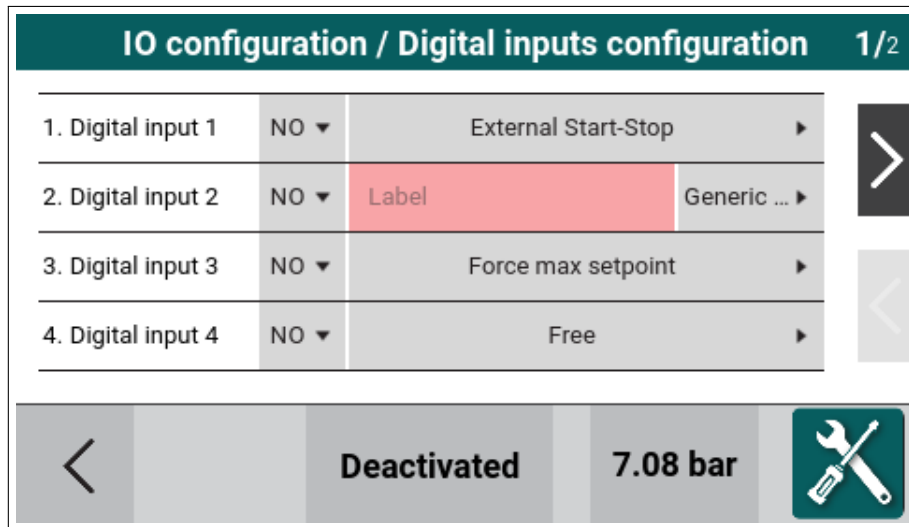 IO configuration / Digital inputs configuration 1/2
1. Digital input 1 NO External Start-Stop
2. Digital input 2 NO Label Generic ...
3. Digital input 3 NO Force max setpoint
4. Digital input 4 NO Free
Deactivated 7.08 bar